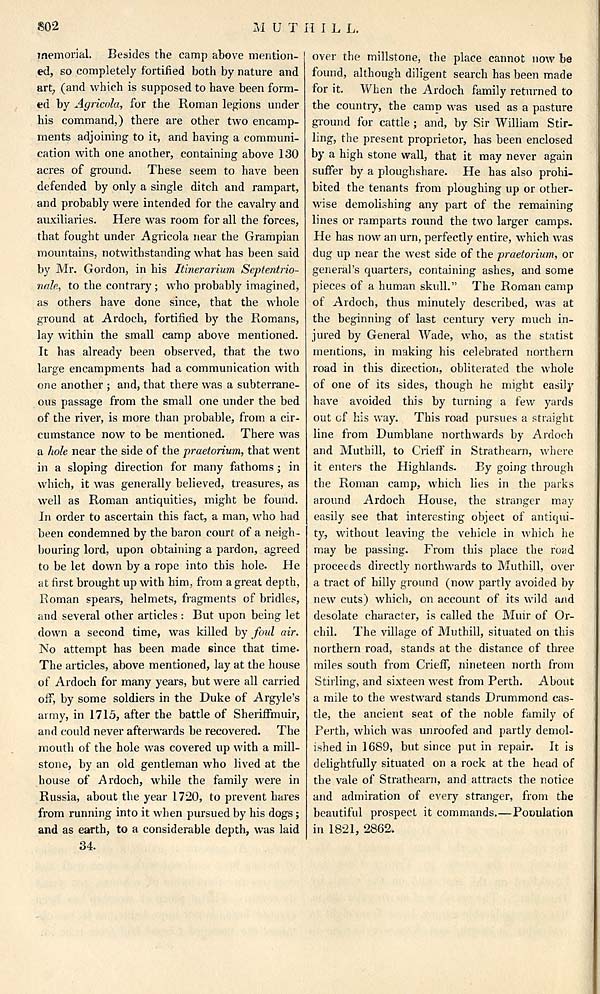 802
MUTHILL.
memorial. Besides the camp above mention-
ed, so completely fortified both by nature and
art, (and which is supposed to have been form-
ed by Agricola, for the Roman legions under
his command,) there are other two encamp-
ments adjoining to it, and having a communi-
cation with one another, containing above 130
acres of ground. These seem to have been
defended by only a single ditch and rampart,
and probably were intended for the cavalry and
auxiliaries. Here was room for all the forces,
that fought under Agricola near the Grampian
mountains, notwithstanding what has been said
by Mr. Gordon, in his Itinerarium Septentrio-
nale, to the contrary; who probably imagined,
as others have done since, that the whole
ground at Ardoch, fortified by the Romans,
lay within the small camp above mentioned.
It has already been observed, that the two
large encampments had a communication with
one another; and, that there was a subterrane-
ous passage from the small one under the bed
of the river, is more than probable, from a cir-
cumstance now to be mentioned. There was
a hole near the side of the praetorium, that went
in a sloping direction for many fathoms; in
which, it was generally believed, treasures, as
well as Roman antiquities, might be found.
In order to ascertain this fact, a man, who had
been condemned by the baron court of a neigh-
bouring lord, upon obtaining a pardon, agreed
to be let down by a rope into this hole. He
at first brought up with him, from a great depth,
Roman spears, helmets, fragments of bridles,
and several other articles: But upon being let
down a second time, was killed by foul air.
No attempt has been made since that time.
The articles, above mentioned, lay at the house
of Ardoch for many years, but were all carried
off, by some soldiers in the Duke of Argyle's
army, in 1715, after the battle of Sheriffmuir,
and could never afterwards be recovered. The
mouth of the hole was covered up with a mill-
stone, by an old gentleman who lived at the
house of Ardoch, while the family were in
Russia, about the year 1720, to prevent hares
from running into it when pursued by his dogs;
and as earth, to a considerable depth, was laid
34.
over the millstone, the place cannot now be
found, although diligent search has been made
for it. When the Ardoch family returned to
the country, the camp was used as a pasture
ground for cattle; and, by Sir William Stir-
ling, the present proprietor, has been enclosed
by a high stone wall, that it may never again
suffer by a ploughshare. He has also prohi-
bited the tenants from ploughing up or other-
wise demolishing any part of the remaining
lines or ramparts round the two larger camps.
He has now an urn, perfectly entire, which was
dug up near the west side of the praetorium, or
general's quarters, containing ashes, and some
pieces of a human skull." The Roman camp
of Ardoch, thus minutely described, was at
the beginning of last century very much in-
jured by General Wade, who, as the statist
mentions, in making his celebrated northern
road in this direction, obliterated the whole
of one of its sides, though he might easily
have avoided this by turning a few yards
out of his way. This road pursues a straight
line from Dumblane northwards by Ardoch
and Muthill, to Crieff in Strathearn, where
it enters the Highlands. By going through
the Roman camp, which lies in the parks
around Ardoch House, the stranger may
easily see that interesting object of antiqui-
ty, without leaving the vehicle in which he
may be passing. From this place the road
proceeds directly northwards to Muthill, over
a tract of hilly ground (now partly avoided by
new cuts) which, on account of its wild and
desolate character, is called the Muir of Or-
chil. The village of Muthill, situated on this
northern road, stands at the distance of three
miles south from Crieff, nineteen north from
Stirling, and sixteen west from Perth. About
a mile to the westward stands Drummond cas-
tle, the ancient seat of the noble family of
Perth, which was unroofed and partly demol-
ished in 1689, but since put in repair. It is
delightfully situated on a rock at the head of
the vale of Strathearn, and attracts the notice
and admiration of every stranger, from the
beautiful prospect it commands.—Population
in 1821, 2862.